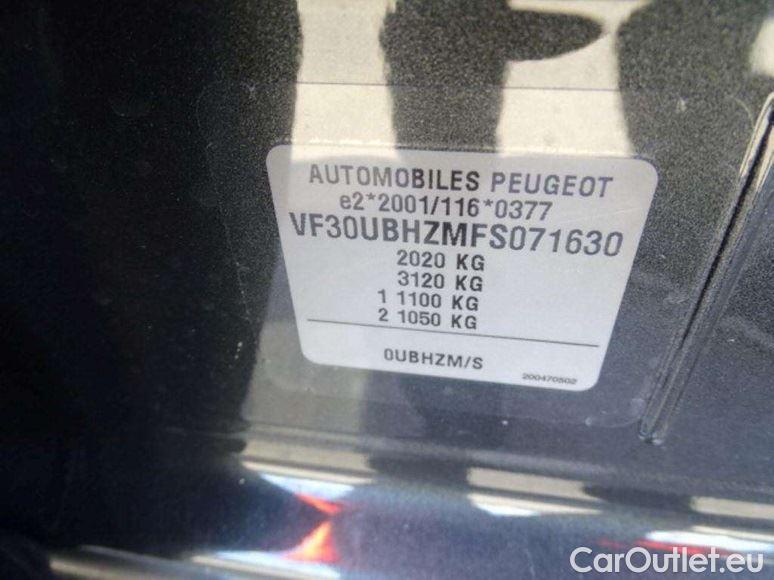 AUTOMOBILES PEUGEOT
e2*2001/116*0377
VF30UBHZMFS071630
2020 KG
3120 KG
1 1100 KG
2 1050 KG
0UBHZM/S
200470502
CarOutlet.eu